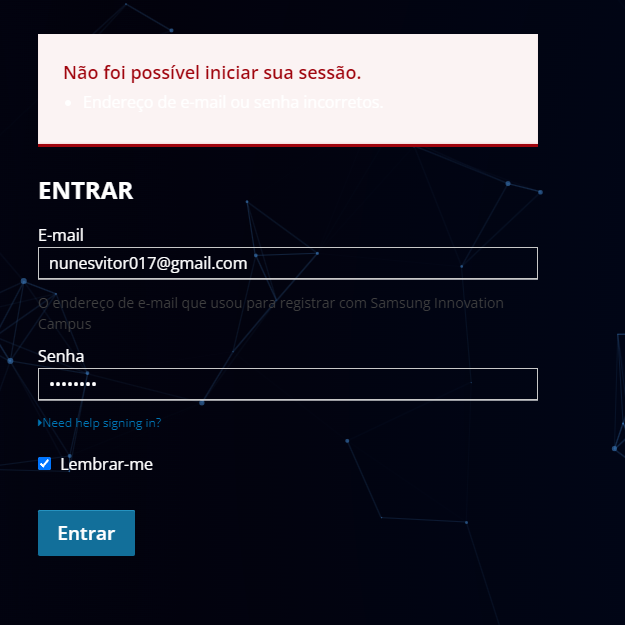 Não foi possível iniciar sua sessão.
Endereço de e-mail ou senha incorretos.
ENTRAR
E-mail
nunesvitor017@gmail.com
O endereço de e-mail que usou para registrar com Samsung Innovation
Campus
Senha
••••••••
Need help signing in?
Lembrar-me
Entrar